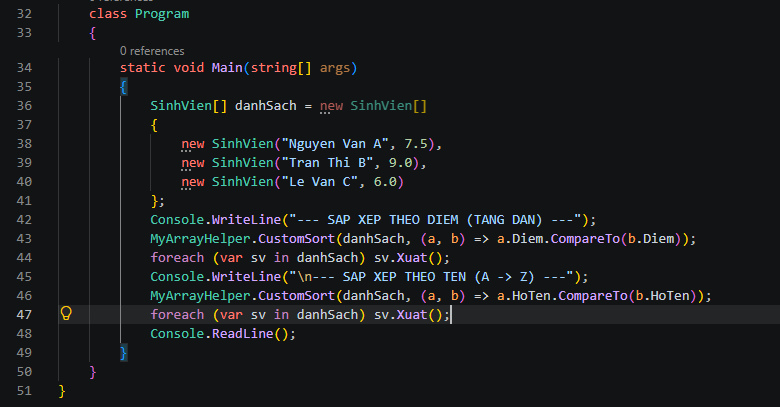 32 class Program
33 {
0 references
34 static void Main(string[] args)
35 {
36 SinhVien[] danhSach = new SinhVien[]
37 {
38 new SinhVien("Nguyen Van A", 7.5),
39 new SinhVien("Tran Thi B", 9.0),
40 new SinhVien("Le Van C", 6.0)
41 };
42 Console.WriteLine("--- SAP XEP THEO DIEM (TANG DAN) ---");
43 MyArrayHelper.CustomSort(danhSach, (a, b) => a.Diem.CompareTo(b.Diem));
44 foreach (var sv in danhSach) sv.Xuat();
45 Console.WriteLine("\n--- SAP XEP THEO TEN (A -> Z) ---");
46 MyArrayHelper.CustomSort(danhSach, (a, b) => a.HoTen.CompareTo(b.HoTen));
47 foreach (var sv in danhSach) sv.Xuat();
48 Console.ReadLine();
49 }
50 }
51 }